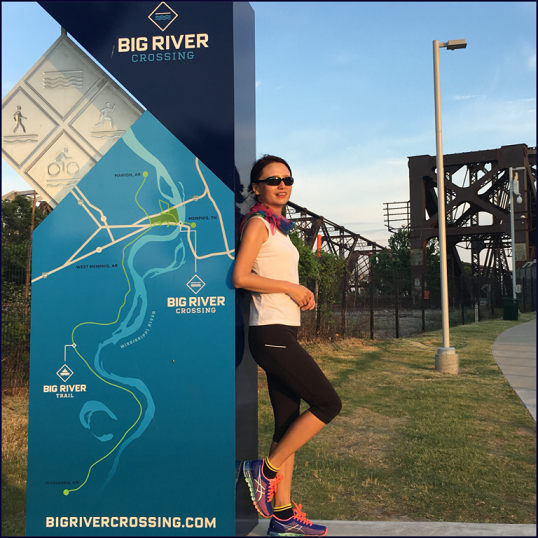 BIG RIVER
CROSSING
MARION, AR
MEMPHIS, TN
WEST MEMPHIS, AR
BIG RIVER
CROSSING
MISSISSIPPI RIVER
BIG RIVER
TRAIL
BIGRIVERCROSSING.COM